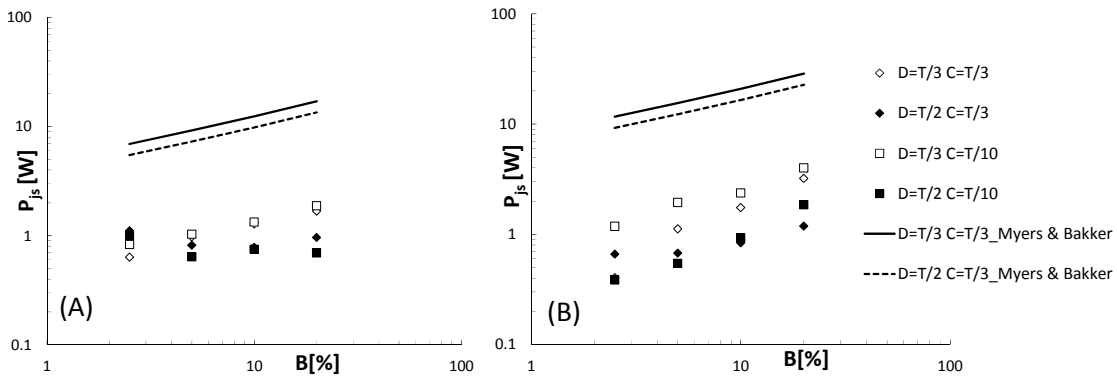 100
10
1
0.1
P_js [W]
(A)
1
10
100
B[%]
100
10
1
0.1
P_js [W]
(B)
1
10
100
B[%]
D=T/3 C=T/3
D=T/2 C=T/3
D=T/3 C=T/10
D=T/2 C=T/10
D=T/3 C=T/3_Myers & Bakker
D=T/2 C=T/3_Myers & Bakker